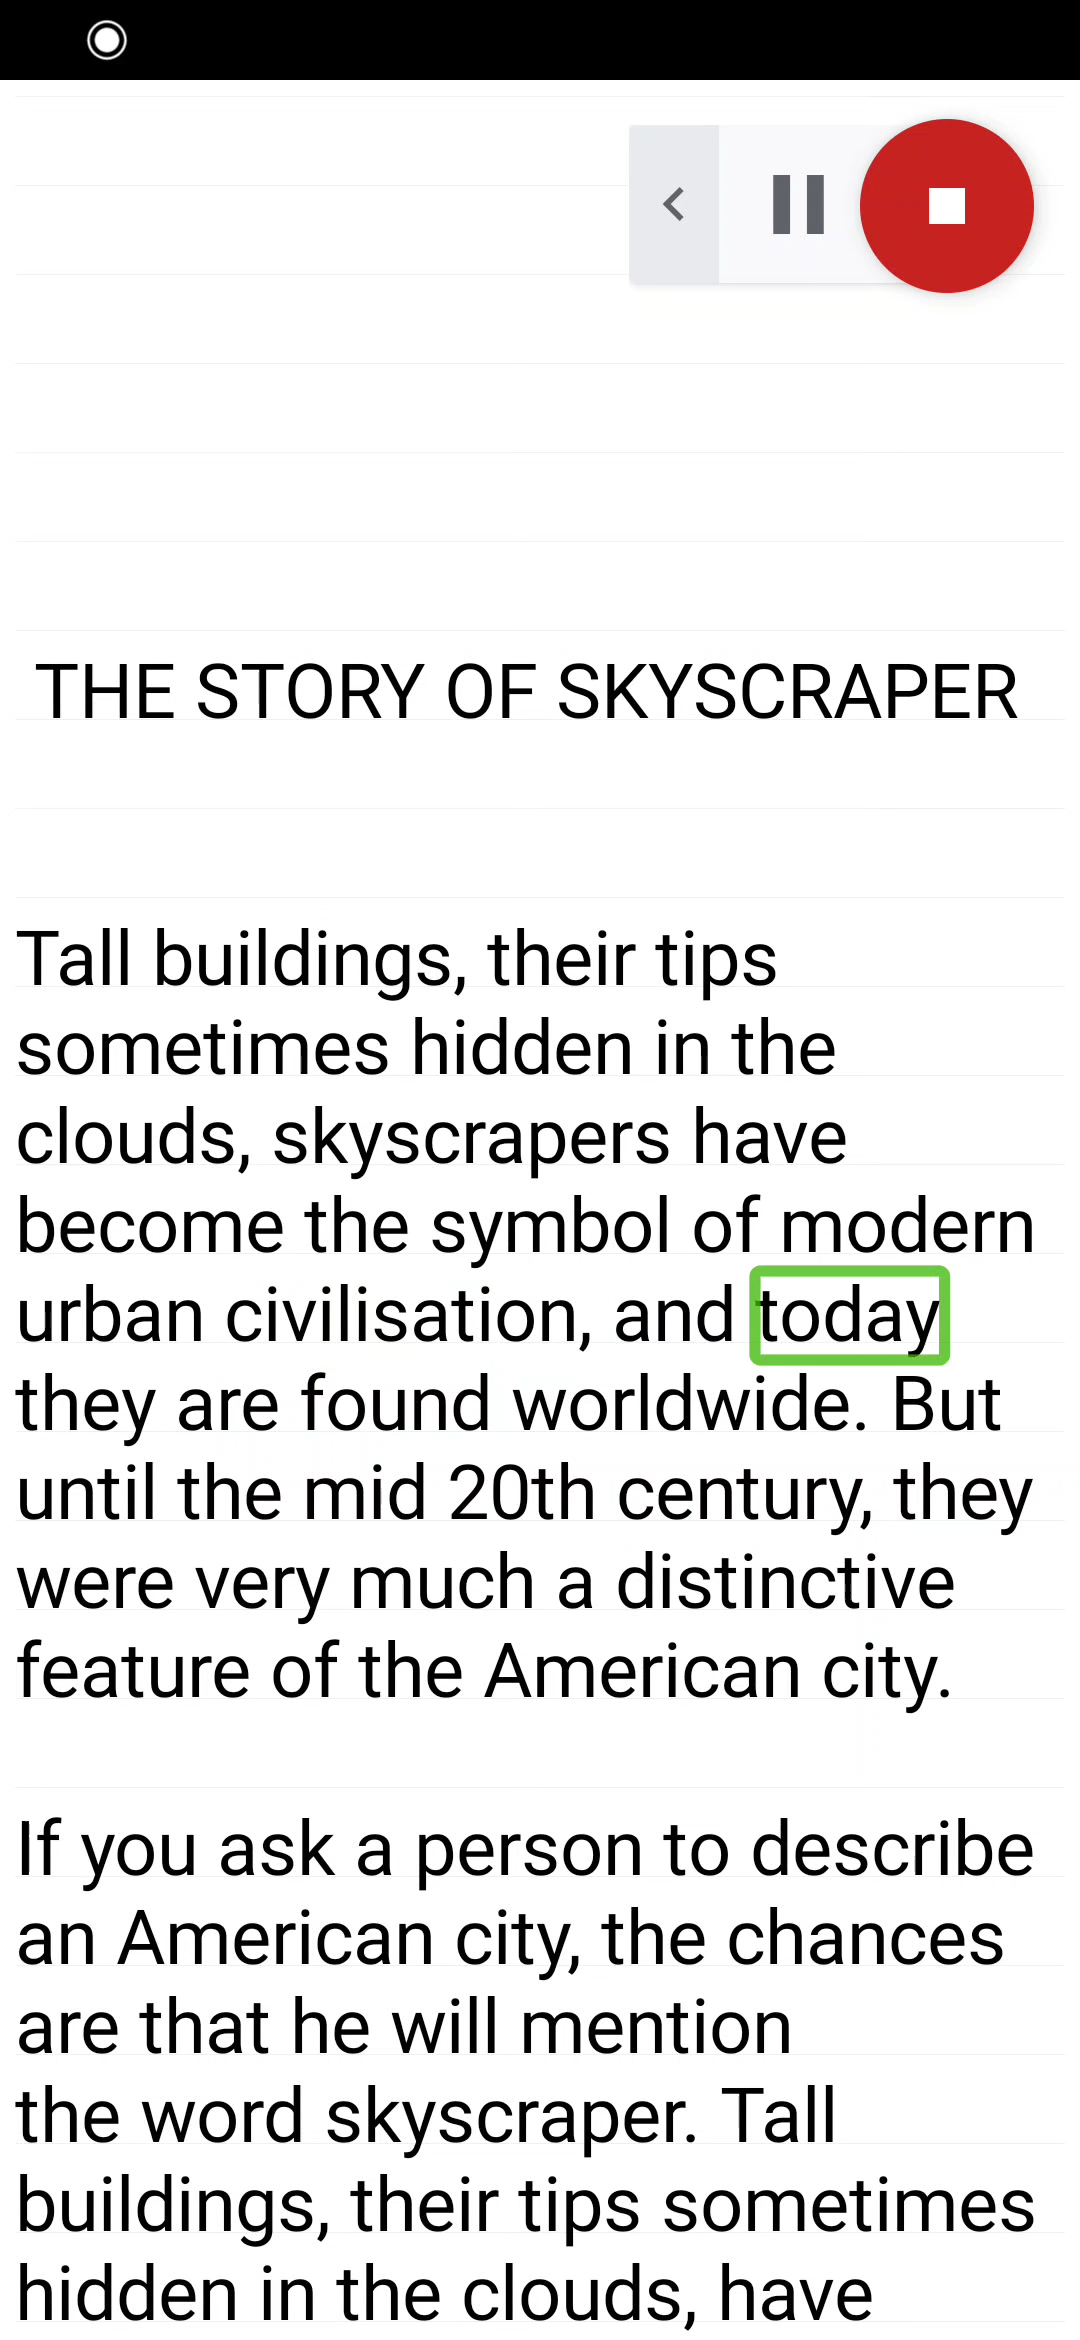 THE STORY OF SKYSCRAPER
Tall buildings, their tips
sometimes hidden in the
clouds, skyscrapers have
become the symbol of modern
urban civilisation, and today
they are found worldwide. But
until the mid 20th century, they
were very much a distinctive
feature of the American city.
If you ask a person to describe
an American city, the chances
are that he will mention
the word skyscraper. Tall
buildings, their tips sometimes
hidden in the clouds, have